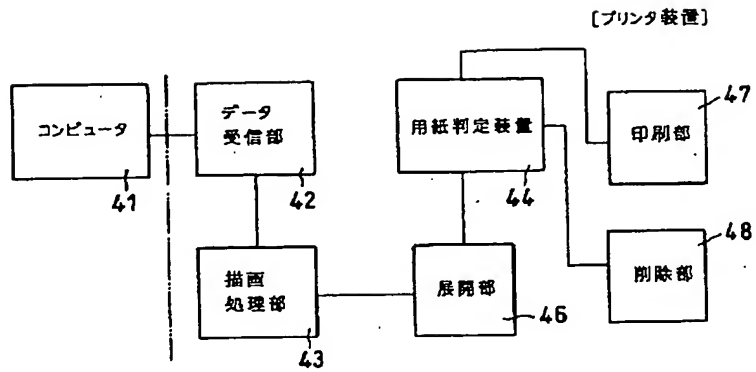 [プリンタ装置]
コンピュータ
41
データ
受信部
42
用紙判定装置
44
印刷部
47
描画
処理部
43
展開部
46
削除部
48